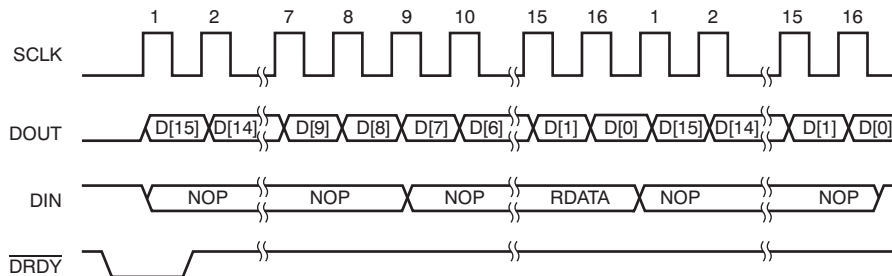 1 2 7 8 9 10 15 16 1 2 15 16
SCLK
DOUT D[15] D[14] D[9] D[8] D[7] D[6] D[1] D[0] D[15] D[14] D[1] D[0]
DIN NOP NOP NOP RDATA NOP NOP
DRDY